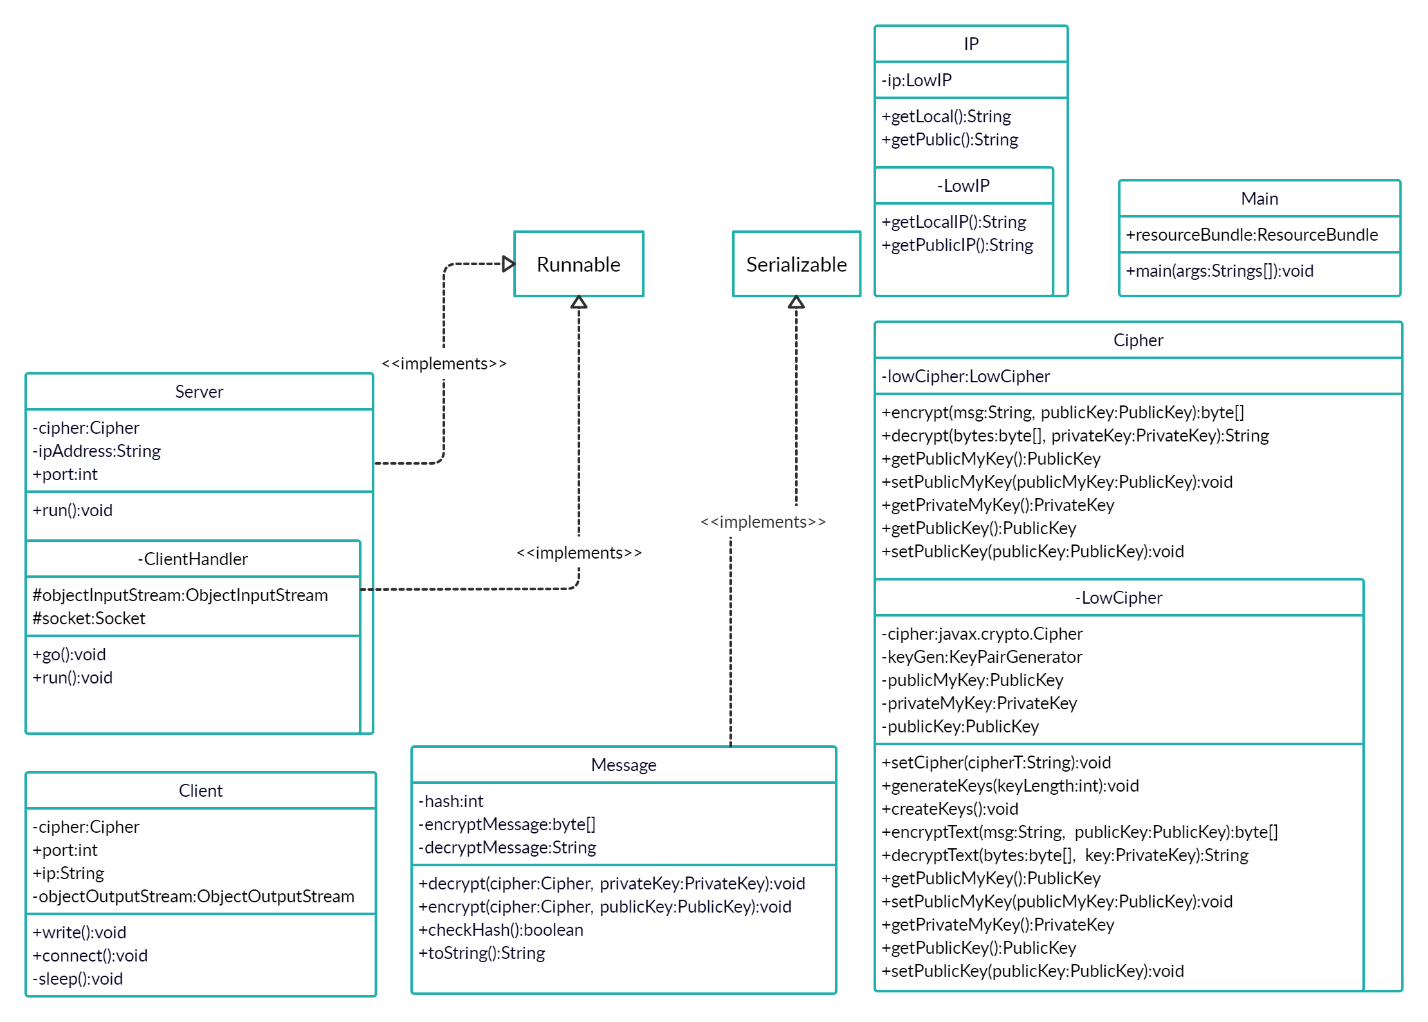 IP
-ip:LowIP
+getLocal():String
+getPublic():String
-LowIP
+getLocalIP():String
+getPublicIP():String
Main
+resourceBundle:ResourceBundle
+main(args:Strings[]):void
Runnable
Serializable
<<implements>>
<<implements>>
<<implements>>
Server
-cipher:Cipher
-ipAddress:String
+port:int
+run():void
-ClientHandler
#objectInputStream:ObjectInputStream
#socket:Socket
+go():void
+run():void
Cipher
-lowCipher:LowCipher
+encrypt(msg:String, publicKey:PublicKey):byte[]
+decrypt(bytes:byte[], privateKey:PrivateKey):String
+getPublicMyKey():PublicKey
+setPublicMyKey(publicMyKey:PublicKey):void
+getPrivateMyKey():PrivateKey
+getPublicKey():PublicKey
+setPublicKey(publicKey:PublicKey):void
-LowCipher
-cipher:javax.crypto.Cipher
-keyGen:KeyPairGenerator
-publicMyKey:PublicKey
-privateMyKey:PrivateKey
-publicKey:PublicKey
+setCipher(cipherT:String):void
+generateKeys(keyLength:int):void
+createKeys():void
+encryptText(msg:String, publicKey:PublicKey):byte[]
+decryptText(bytes:byte[], key:PrivateKey):String
+getPublicMyKey():PublicKey
+setPublicMyKey(publicMyKey:PublicKey):void
+getPrivateMyKey():PrivateKey
+getPublicKey():PublicKey
+setPublicKey(publicKey:PublicKey):void
Client
-cipher:Cipher
+port:int
+ip:String
-objectOutputStream:ObjectOutputStream
+write():void
+connect():void
-sleep():void
Message
-hash:int
-encryptMessage:byte[]
-decryptMessage:String
+decrypt(cipher:Cipher, privateKey:PrivateKey):void
+encrypt(cipher:Cipher, publicKey:PublicKey):void
+checkHash():boolean
+toString():String